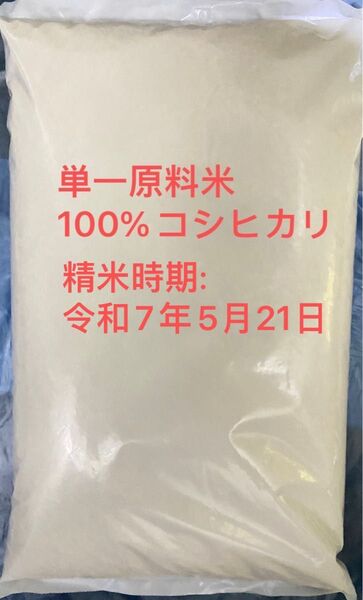 単一原料米
100%コシヒカリ
精米時期:
令和7年5月21日